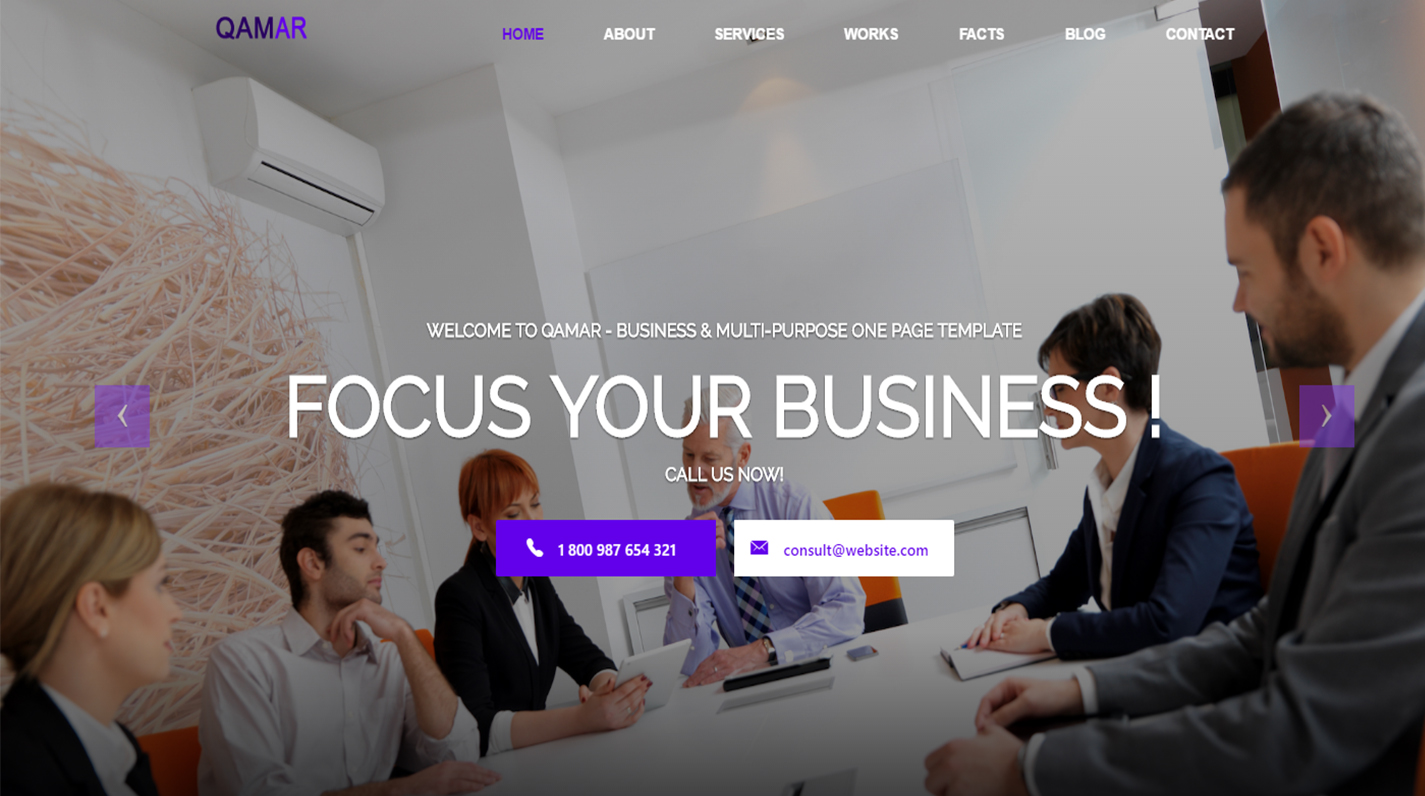 QAMAR
HOME ABOUT SERVICES WORKS FACTS BLOG CONTACT
WELCOME TO QAMAR - BUSINESS & MULTI-PURPOSE ONE PAGE TEMPLATE
FOCUS YOUR BUSINESS !
CALL US NOW!
1 800 987 654 321
consult@website.com